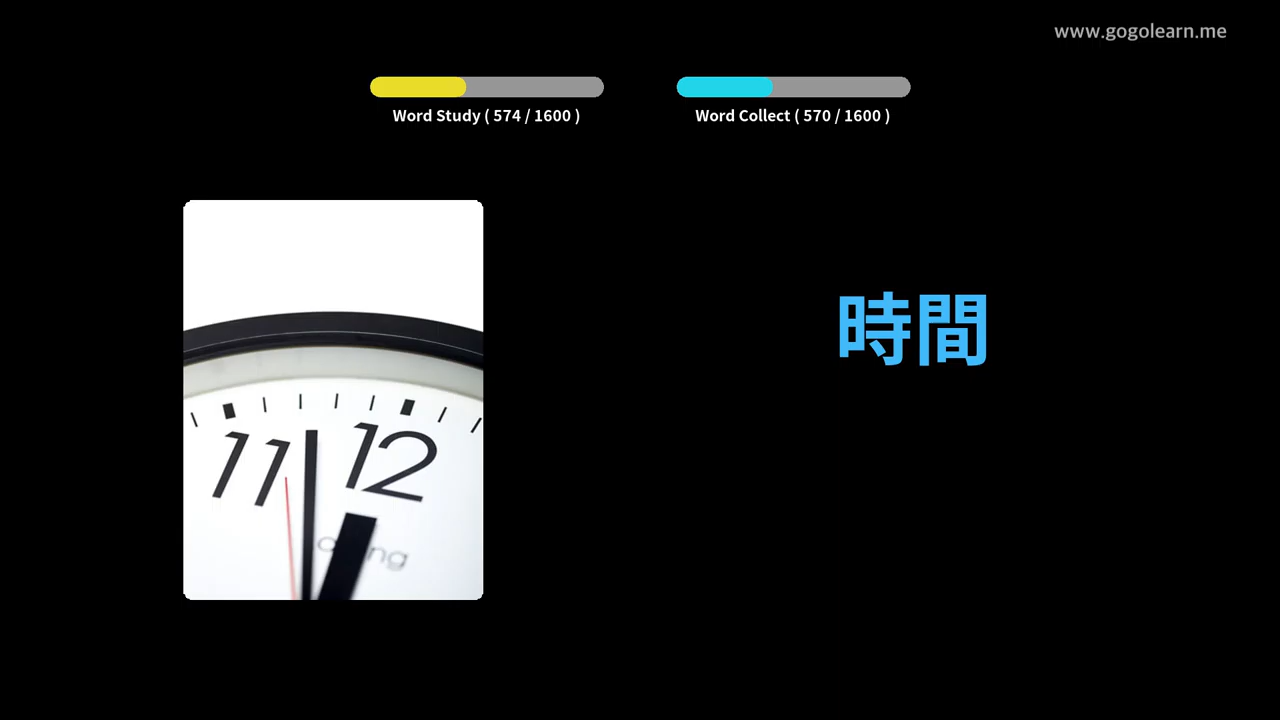 www.gogolearn.me
Word Study ( 574 / 1600 )
Word Collect ( 570 / 1600 )
時間
11
12